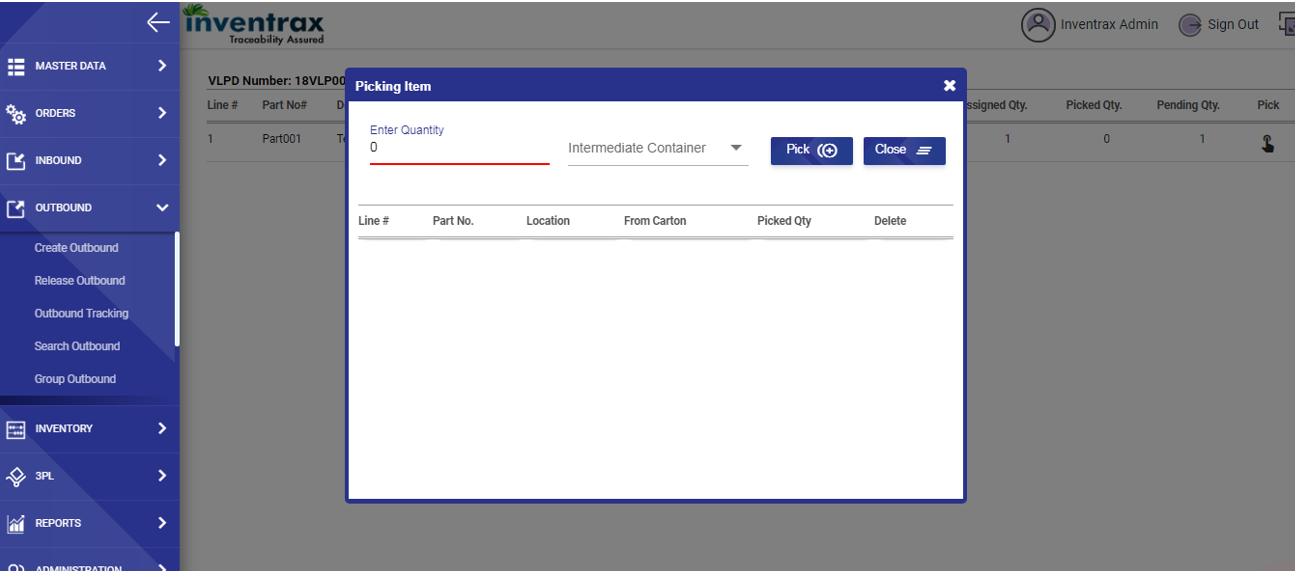 inventrax
Traceability Assured
Inventrax Admin
Sign Out
MASTER DATA
ORDERS
INBOUND
OUTBOUND
Create Outbound
Release Outbound
Outbound Tracking
Search Outbound
Group Outbound
INVENTORY
3PL
REPORTS
ADMINISTRATION
VLPD Number: 18VLP00
Line # Part No# D ssigned Qty. Picked Qty. Pending Qty. Pick
1 Part001 Te 1 0 1
Picking Item
Enter Quantity
0 Intermediate Container Pick Close
Line # Part No. Location From Carton Picked Qty Delete